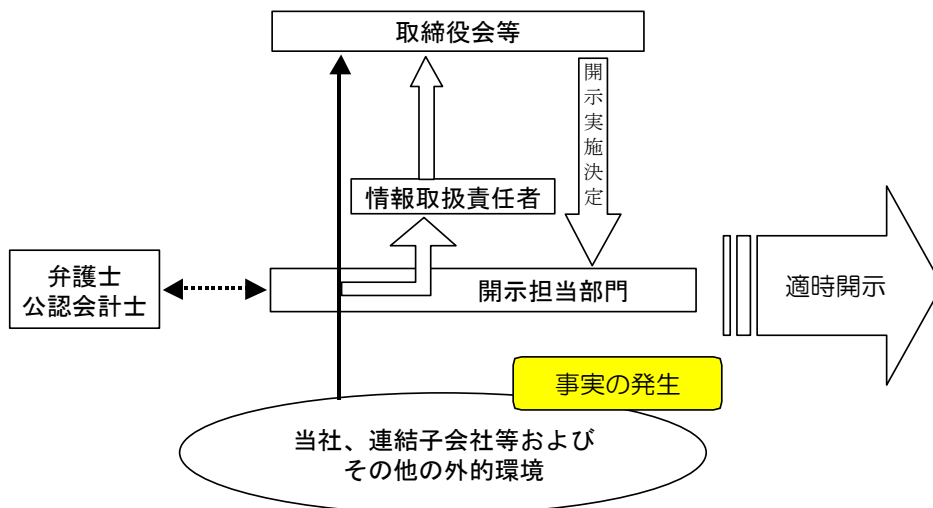 取締役会等
開示実施決定
情報取扱責任者
弁護士
公認会計士
開示担当部門
適時開示
事実の発生
当社、連結子会社等および
その他の外的環境